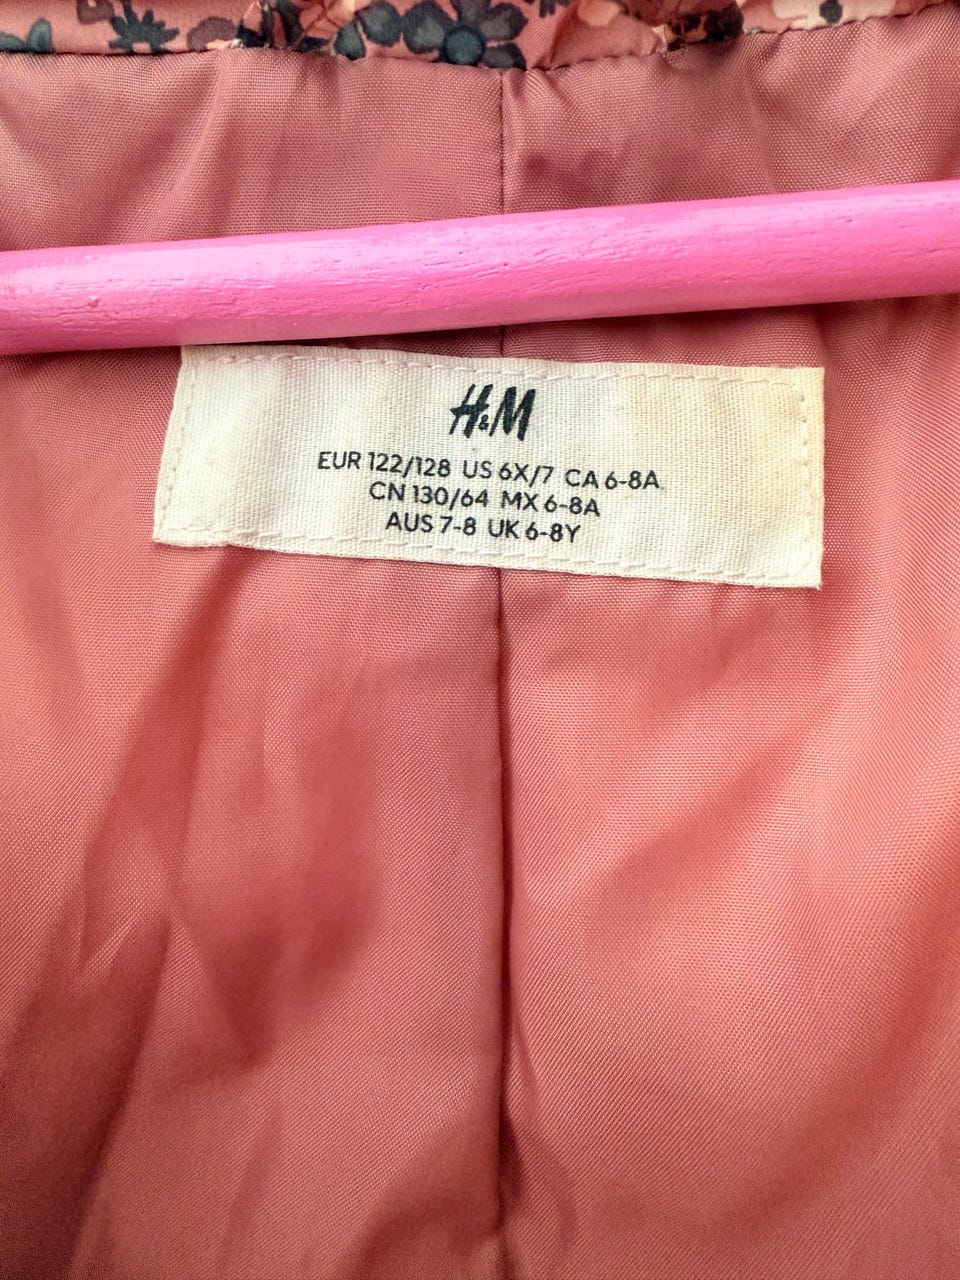 H&M
EUR 122/128 US 6X/7 CA 6-8A
CN 130/64 MX 6-8A
AUS 7-8 UK 6-8Y